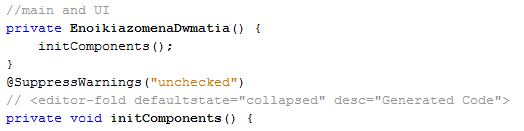 //main and UI
private EnoikiazomenaDwmatia() {
    initComponents();
}
@SuppressWarnings("unchecked")
// <editor-fold defaultstate="collapsed" desc="Generated Code">
private void initComponents() {